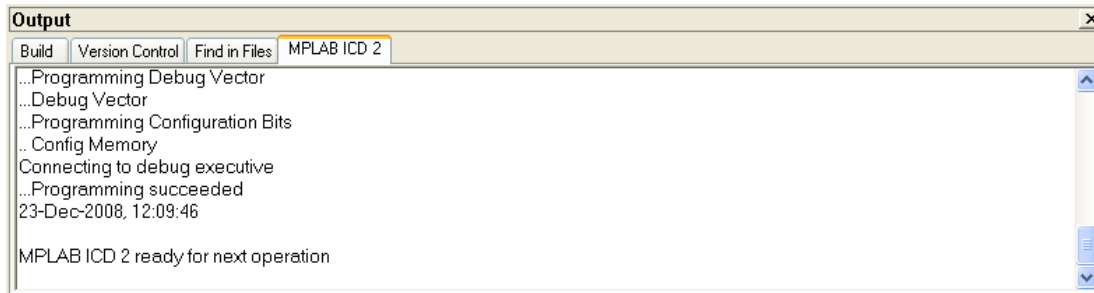 Output
Build Version Control Find in Files MPLAB ICD 2
...Programming Debug Vector
...Debug Vector
...Programming Configuration Bits
.. Config Memory
Connecting to debug executive
...Programming succeeded
23-Dec-2008, 12:09:46
MPLAB ICD 2 ready for next operation